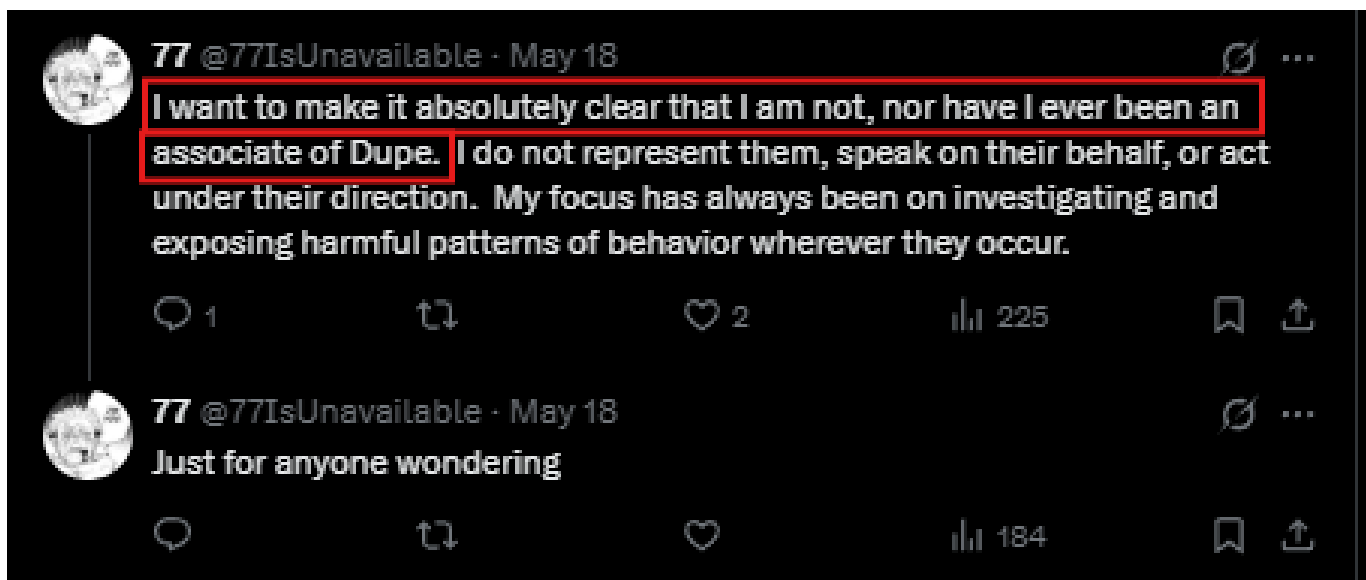 77 @77IsUnavailable · May 18
I want to make it absolutely clear that I am not, nor have I ever been an
associate of Dupe. I do not represent them, speak on their behalf, or act
under their direction. My focus has always been on investigating and
exposing harmful patterns of behavior wherever they occur.
1 2 225
77 @77IsUnavailable · May 18
Just for anyone wondering
184